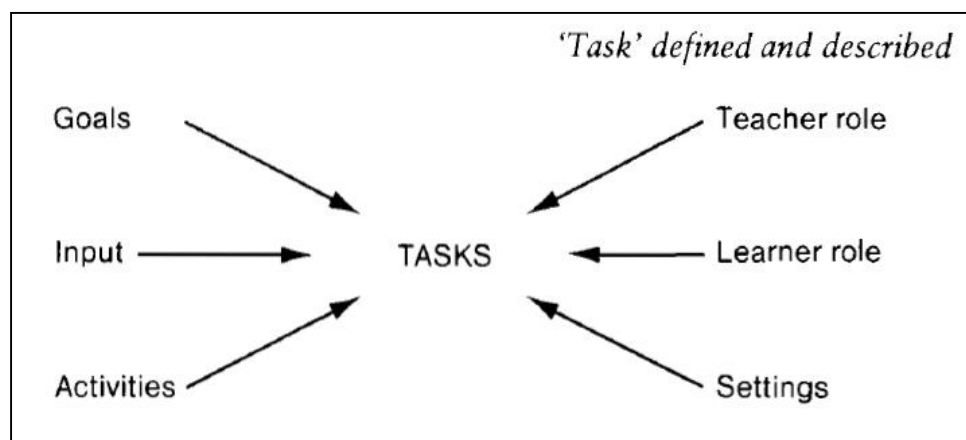 ‘Task’ defined and described
Goals
Teacher role
Input
TASKS
Learner role
Activities
Settings